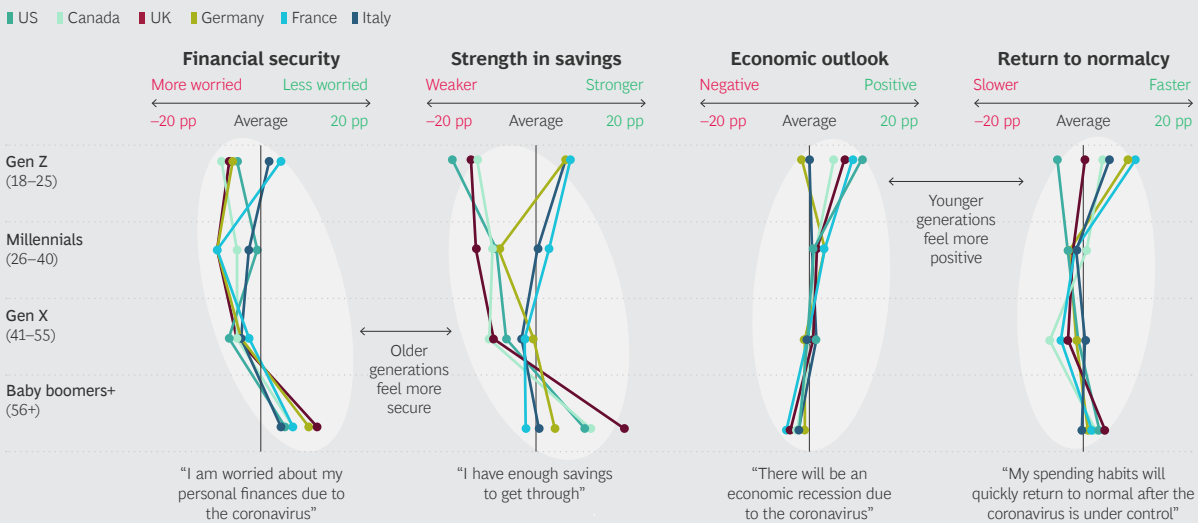 US Canada UK Germany France Italy
Financial security
More worried Less worried
–20 pp Average 20 pp
Strength in savings
Weaker Stronger
–20 pp Average 20 pp
Economic outlook
Negative Positive
–20 pp Average 20 pp
Return to normalcy
Slower Faster
–20 pp Average 20 pp
Gen Z
(18–25)
Millennials
(26–40)
Gen X
(41–55)
Baby boomers+
(56+)
Older
generations
feel more
secure
Younger
generations
feel more
positive
“I am worried about my
personal finances due to
the coronavirus”
“I have enough savings
to get through”
“There will be an
economic recession due
to the coronavirus”
“My spending habits will
quickly return to normal after the
coronavirus is under control”